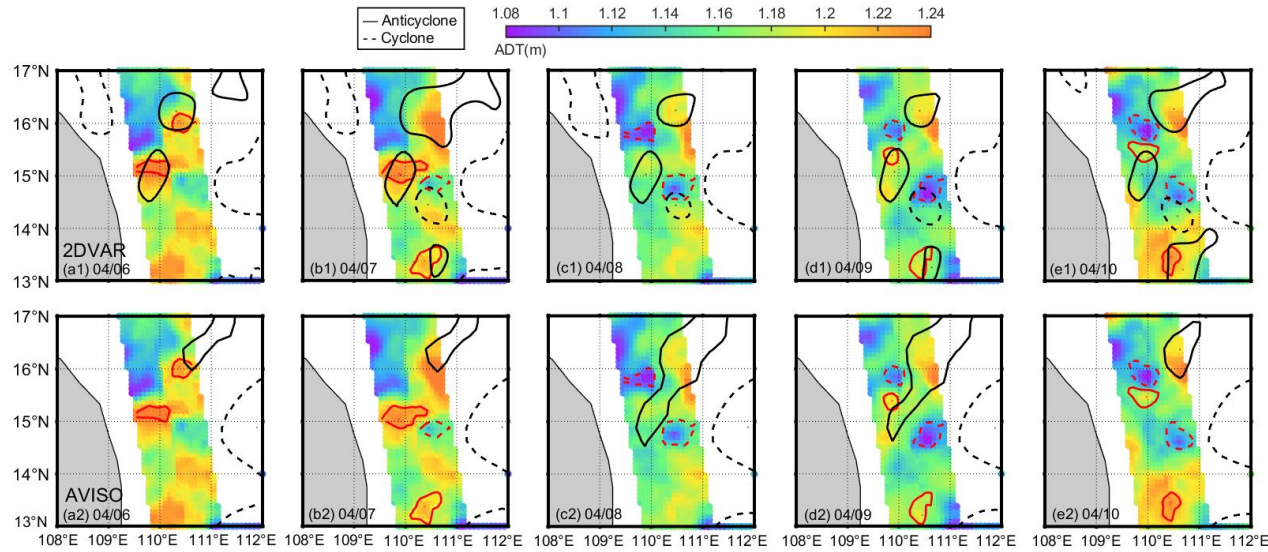 Anticyclone
Cyclone
1.08 1.1 1.12 1.14 1.16 1.18 1.2 1.22 1.24
ADT(m)
17°N
16°N
15°N
14°N
13°N
2DVAR
(a1) 04/06
(b1) 04/07
(c1) 04/08
(d1) 04/09
(e1) 04/10
17°N
16°N
15°N
14°N
13°N
AVISO
(a2) 04/06
(b2) 04/07
(c2) 04/08
(d2) 04/09
(e2) 04/10
108°E 109°E 110°E 111°E 112°E
108°E 109°E 110°E 111°E 112°E
108°E 109°E 110°E 111°E 112°E
108°E 109°E 110°E 111°E 112°E
108°E 109°E 110°E 111°E 112°E